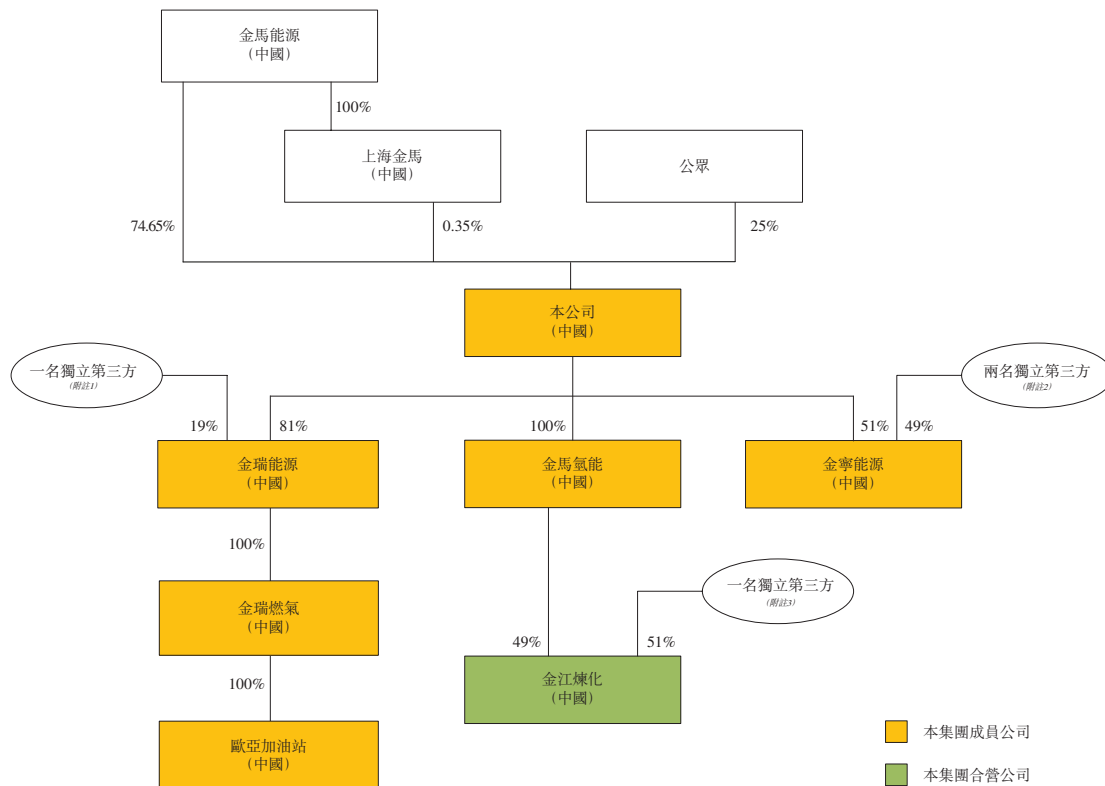 金馬能源
（中國）
100%
上海金馬
（中國）
公眾
74.65%
0.35%
25%
本公司
（中國）
一名獨立第三方
(附註1)
兩名獨立第三方
(附註2)
19%
81%
100%
51%
49%
金瑞能源
（中國）
金馬氫能
（中國）
金寧能源
（中國）
100%
金瑞燃氣
（中國）
一名獨立第三方
(附註3)
49%
51%
100%
金江煉化
（中國）
歐亞加油站
（中國）
本集團成員公司
本集團合營公司